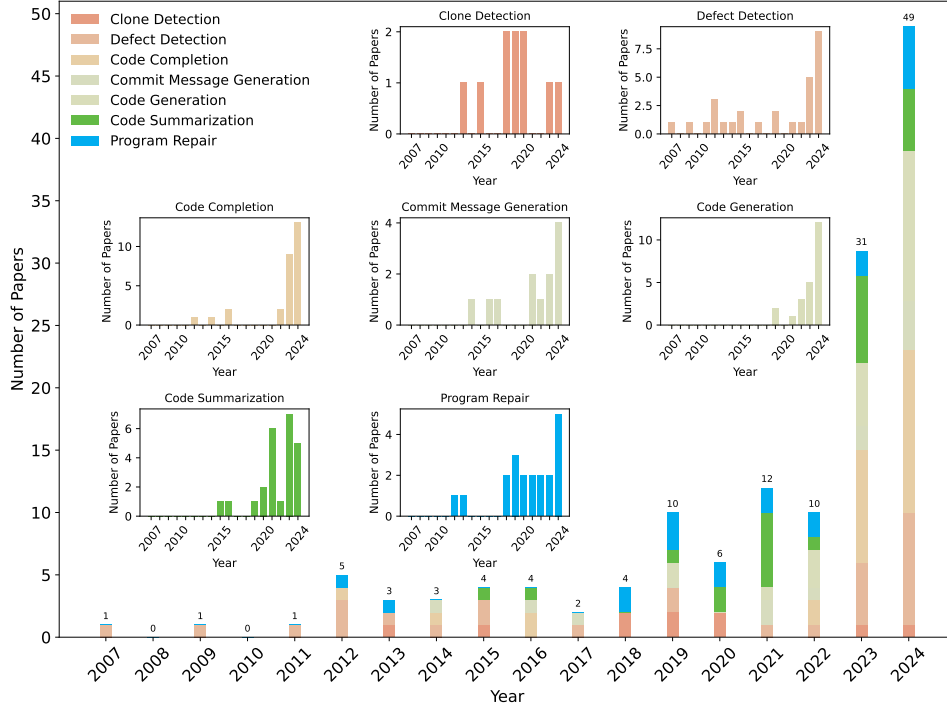 Clone Detection
Defect Detection
Code Completion
Commit Message Generation
Code Generation
Code Summarization
Program Repair
Number of Papers
50
45
40
35
30
25
20
15
10
5
0
Clone Detection
Number of Papers
2
1
0
2007 2010 2015 2020 2024
Year
Defect Detection
Number of Papers
7.5
5.0
2.5
0.0
2007 2010 2015 2020 2024
Year
Code Completion
Number of Papers
10
5
0
2007 2010 2015 2020 2024
Year
Commit Message Generation
Number of Papers
4
2
0
2007 2010 2015 2020 2024
Year
Code Generation
Number of Papers
10
5
0
2007 2010 2015 2020 2024
Year
Code Summarization
Number of Papers
6
4
2
0
2007 2010 2015 2020 2024
Year
Program Repair
Number of Papers
4
2
0
2007 2010 2015 2020 2024
Year
1 0 1 0 1 5 3 3 4 4 2 4 10 6 12 10 31 49
2007 2008 2009 2010 2011 2012 2013 2014 2015 2016 2017 2018 2019 2020 2021 2022 2023 2024
Year